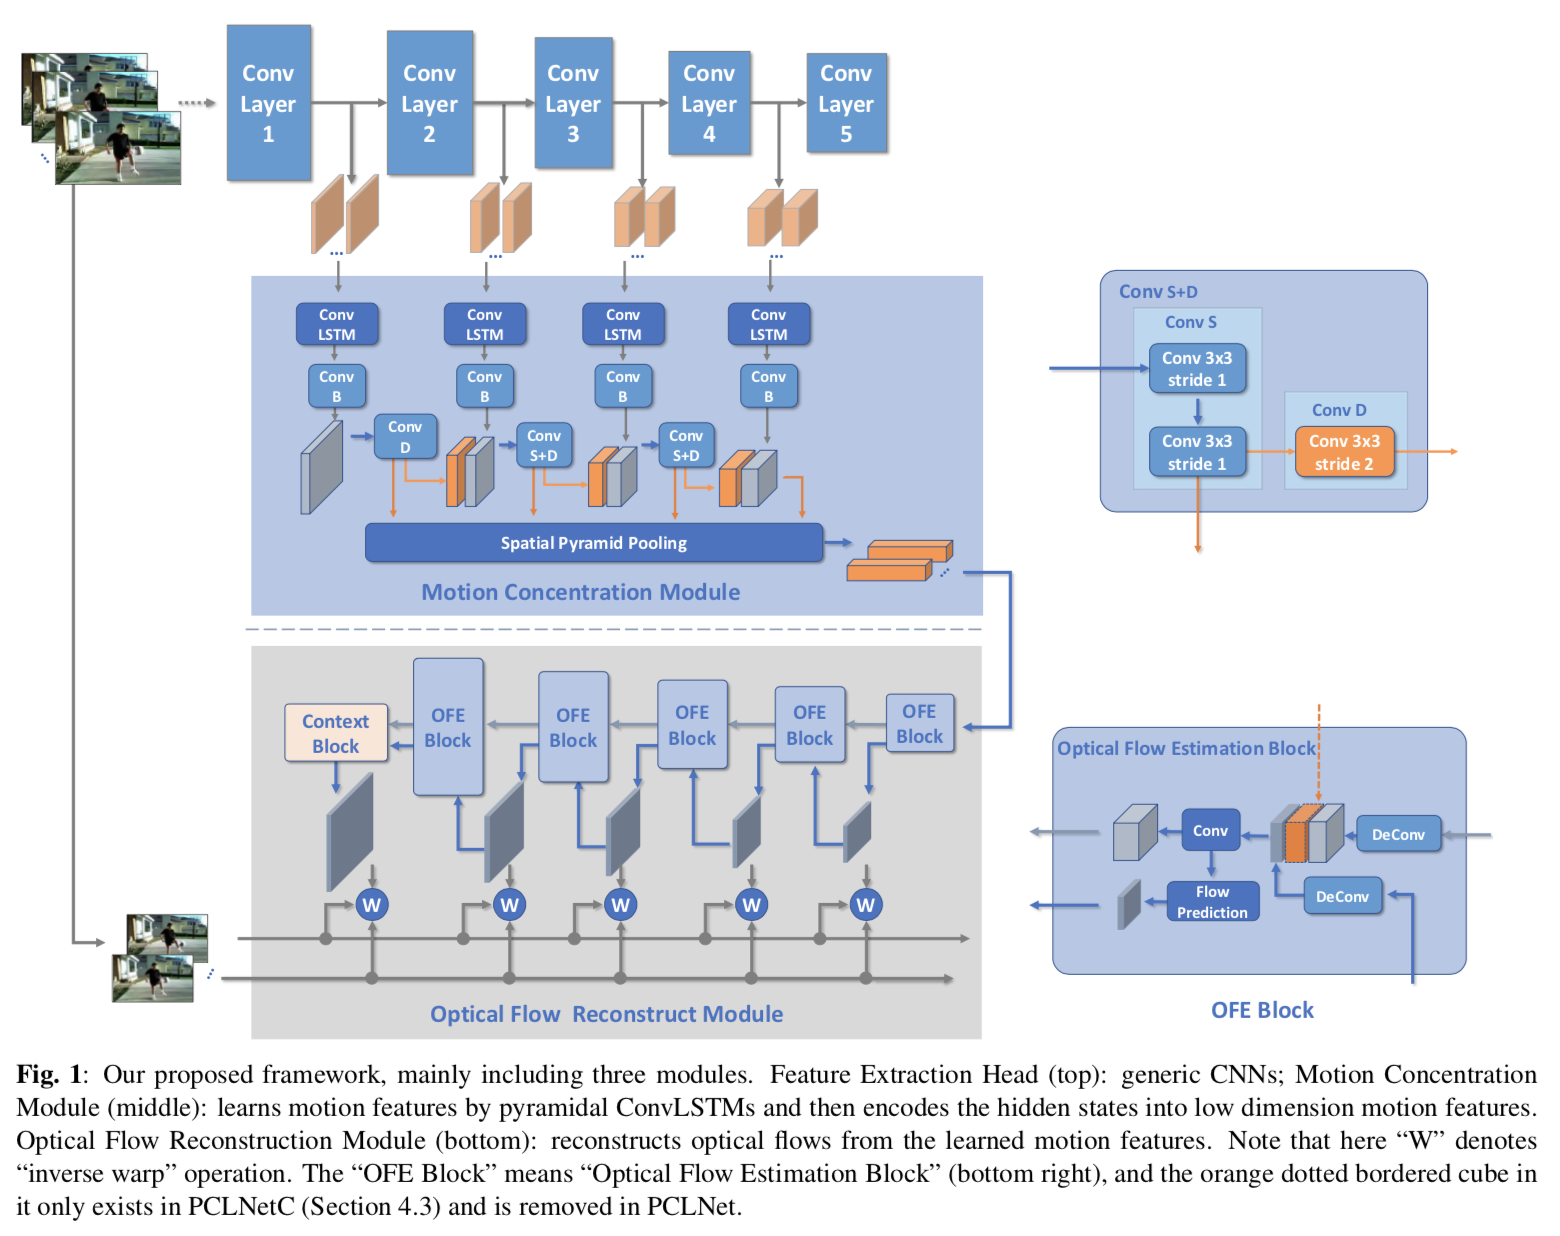 Conv Layer 1
Conv Layer 2
Conv Layer 3
Conv Layer 4
Conv Layer 5
...
...
...
...
Conv LSTM
Conv LSTM
Conv LSTM
Conv LSTM
Conv B
Conv B
Conv B
Conv B
Conv D
Conv S+D
Conv S+D
Spatial Pyramid Pooling
Motion Concentration Module
Conv S+D
Conv S
Conv 3x3 stride 1
Conv 3x3 stride 1
Conv D
Conv 3x3 stride 2
Context Block
OFE Block
OFE Block
OFE Block
OFE Block
OFE Block
W
W
W
W
W
Optical Flow Reconstruct Module
Optical Flow Estimation Block
Conv
DeConv
Flow Prediction
DeConv
OFE Block
Fig. 1: Our proposed framework, mainly including three modules. Feature Extraction Head (top): generic CNNs; Motion Concentration
Module (middle): learns motion features by pyramidal ConvLSTMs and then encodes the hidden states into low dimension motion features.
Optical Flow Reconstruction Module (bottom): reconstructs optical flows from the learned motion features. Note that here “W” denotes
“inverse warp” operation. The “OFE Block” means “Optical Flow Estimation Block” (bottom right), and the orange dotted bordered cube in
it only exists in PCLNetC (Section 4.3) and is removed in PCLNet.